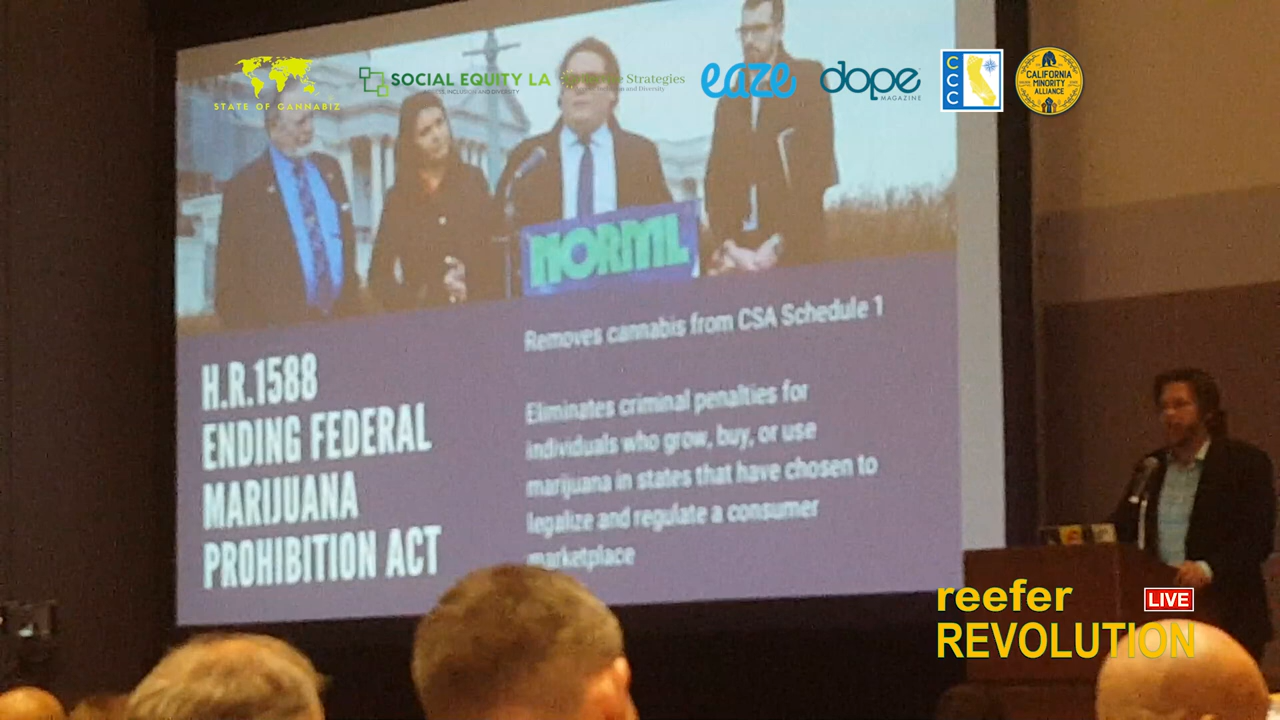 STATE OF CANNABIZ
SOCIAL EQUITY LA
Strategies
eaze
dope
MAGAZINE
CCC
CALIFORNIA
MINORITY
ALLIANCE
NORML
H.R.1588
ENDING FEDERAL
MARIJUANA
PROHIBITION ACT
Removes cannabis from CSA Schedule 1
Eliminates criminal penalties for
individuals who grow, buy, or use
marijuana in states that have chosen to
legalize and regulate a consumer
marketplace
reefer
LIVE
REVOLUTION